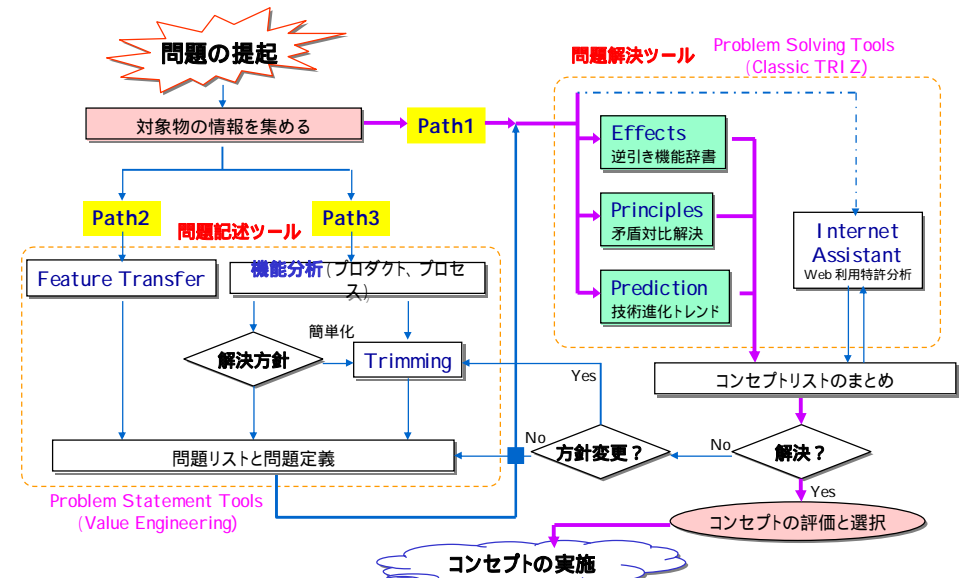 問題の提起
問題解決ツール
Problem Solving Tools
(Classic TRIZ)
対象物の情報を集める
Path1
Effects
逆引き機能辞書
Path2
Path3
問題記述ツール
Principles
矛盾対比解決
Internet
Assistant
Web利用特許分析
Feature Transfer
機能分析(プロダクト、プロセ
ス)
Prediction
技術進化トレンド
簡単化
解決方針
Trimming
Yes
コンセプトリストのまとめ
問題リストと問題定義
No
方針変更？
No
解決？
Yes
Problem Statement Tools
(Value Engineering)
コンセプトの評価と選択
コンセプトの実施